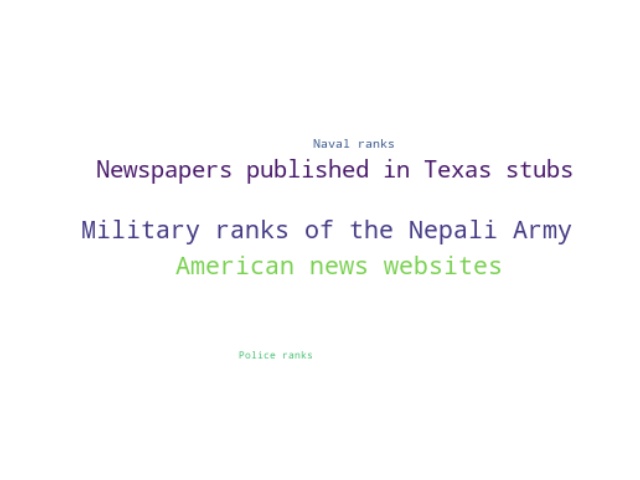 Naval ranks
Newspapers published in Texas stubs
Military ranks of the Nepali Army
American news websites
Police ranks